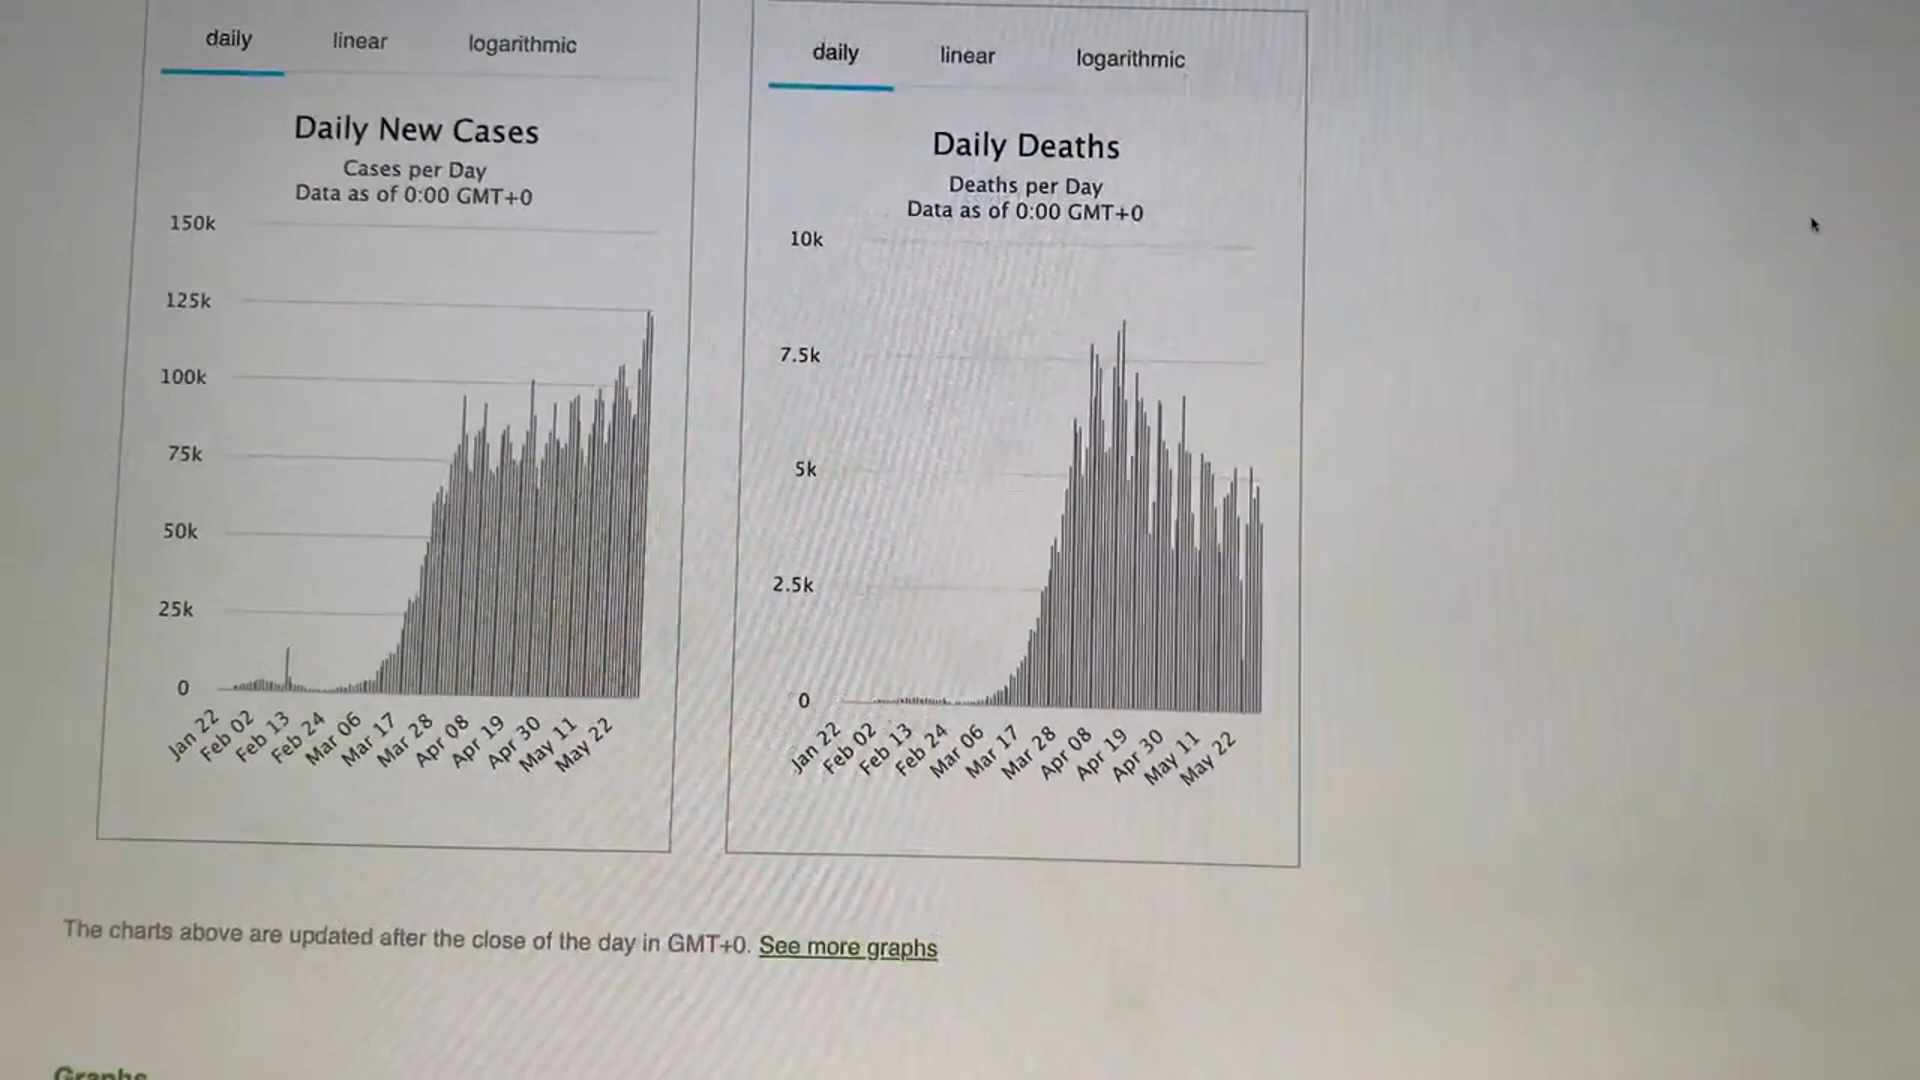 daily linear logarithmic
Daily New Cases
Cases per Day
Data as of 0:00 GMT+0
150k
125k
100k
75k
50k
25k
0
Jan 22
Feb 02
Feb 13
Feb 24
Mar 06
Mar 17
Mar 28
Apr 08
Apr 19
Apr 30
May 11
May 22
daily linear logarithmic
Daily Deaths
Deaths per Day
Data as of 0:00 GMT+0
10k
7.5k
5k
2.5k
0
Jan 22
Feb 02
Feb 13
Feb 24
Mar 06
Mar 17
Mar 28
Apr 08
Apr 19
Apr 30
May 11
May 22
The charts above are updated after the close of the day in GMT+0. See more graphs
Graphs